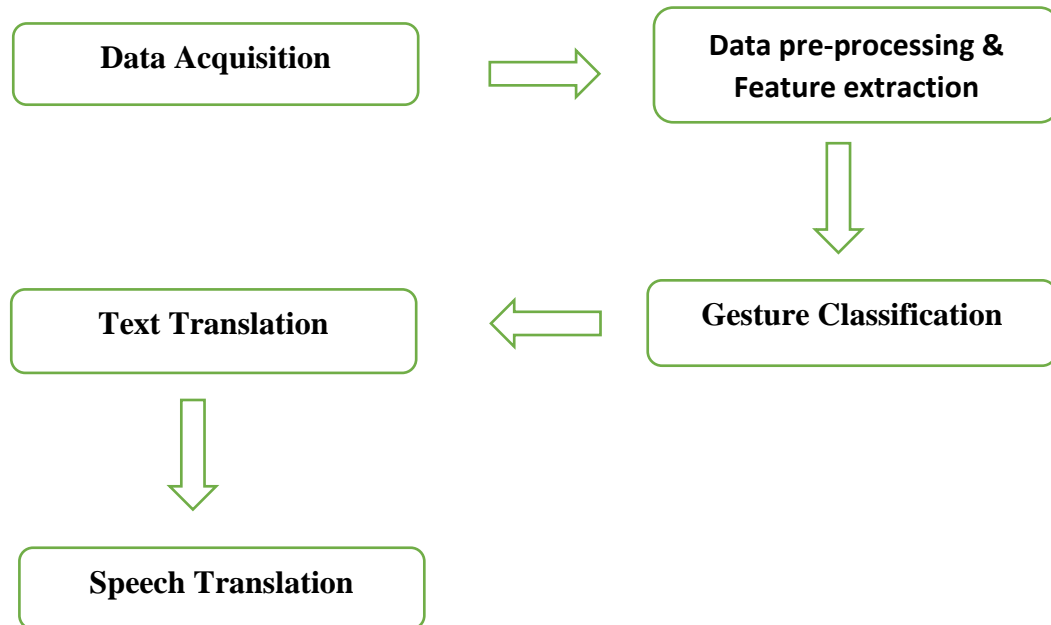 Data Acquisition
Data pre-processing &
Feature extraction
Gesture Classification
Text Translation
Speech Translation